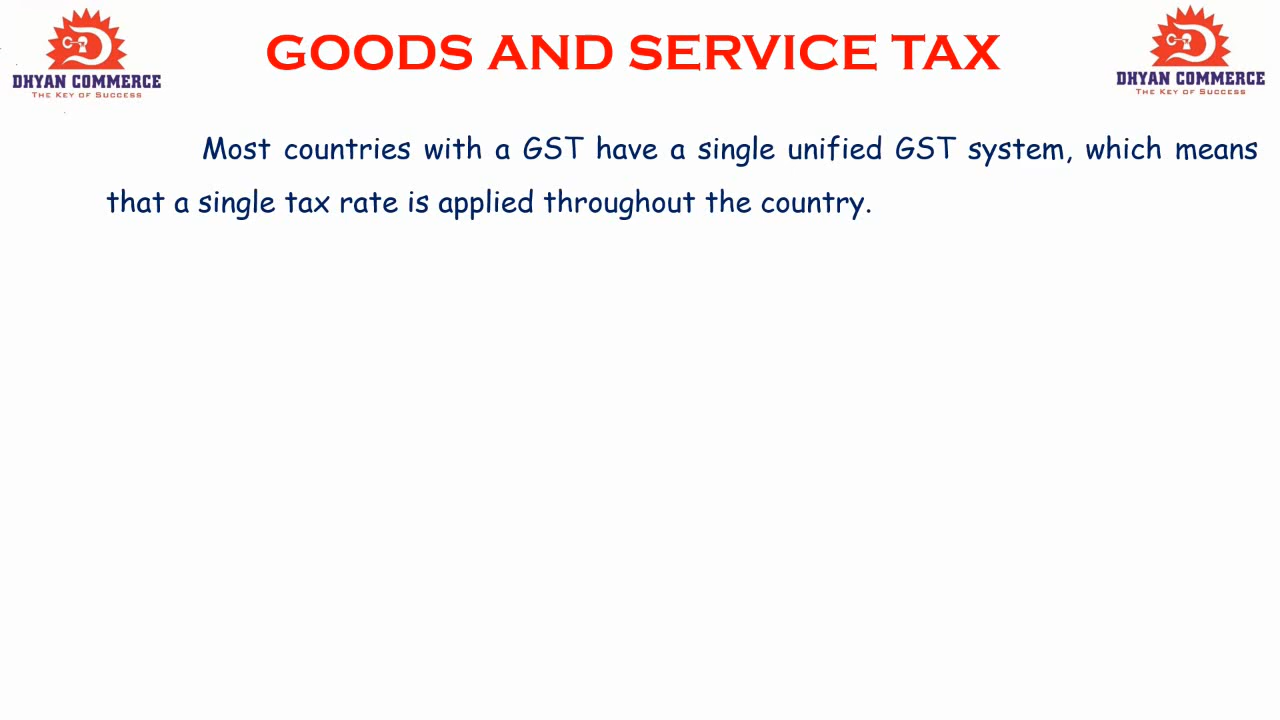 GOODS AND SERVICE TAX
DHYAN COMMERCE
The Key of Success
DHYAN COMMERCE
The Key of Success
Most countries with a GST have a single unified GST system, which means
that a single tax rate is applied throughout the country.